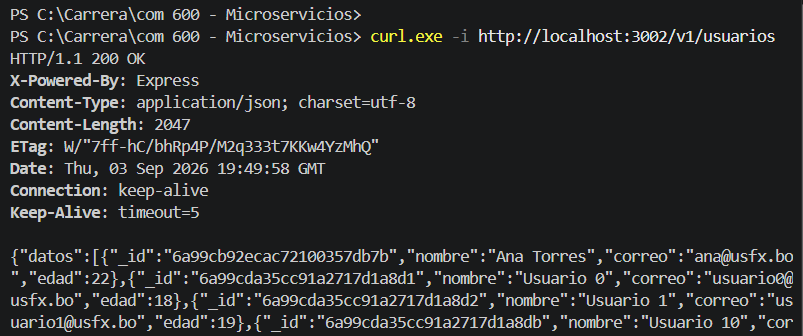 PS C:\Carrera\com 600 - Microservicios>
PS C:\Carrera\com 600 - Microservicios> curl.exe -i http://localhost:3002/v1/usuarios
HTTP/1.1 200 OK
X-Powered-By: Express
Content-Type: application/json; charset=utf-8
Content-Length: 2047
ETag: W/"7ff-hC/bhRp4P/M2q333t7KKw4YzMhQ"
Date: Thu, 03 Sep 2026 19:49:58 GMT
Connection: keep-alive
Keep-Alive: timeout=5
{"datos":[{"_id":"6a99cb92ecac72100357db7b","nombre":"Ana Torres","correo":"ana@usfx.bo
","edad":22},{"_id":"6a99cda35cc91a2717d1a8d1","nombre":"Usuario 0","correo":"usuario0@
usfx.bo","edad":18},{"_id":"6a99cda35cc91a2717d1a8d2","nombre":"Usuario 1","correo":"us
uario1@usfx.bo","edad":19},{"_id":"6a99cda35cc91a2717d1a8db","nombre":"Usuario 10","cor